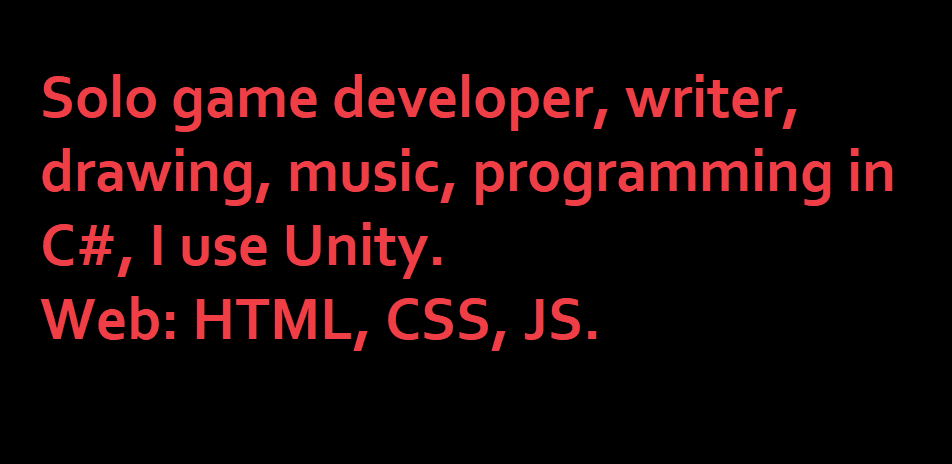 Solo game developer, writer,
drawing, music, programming in
C#, I use Unity.
Web: HTML, CSS, JS.